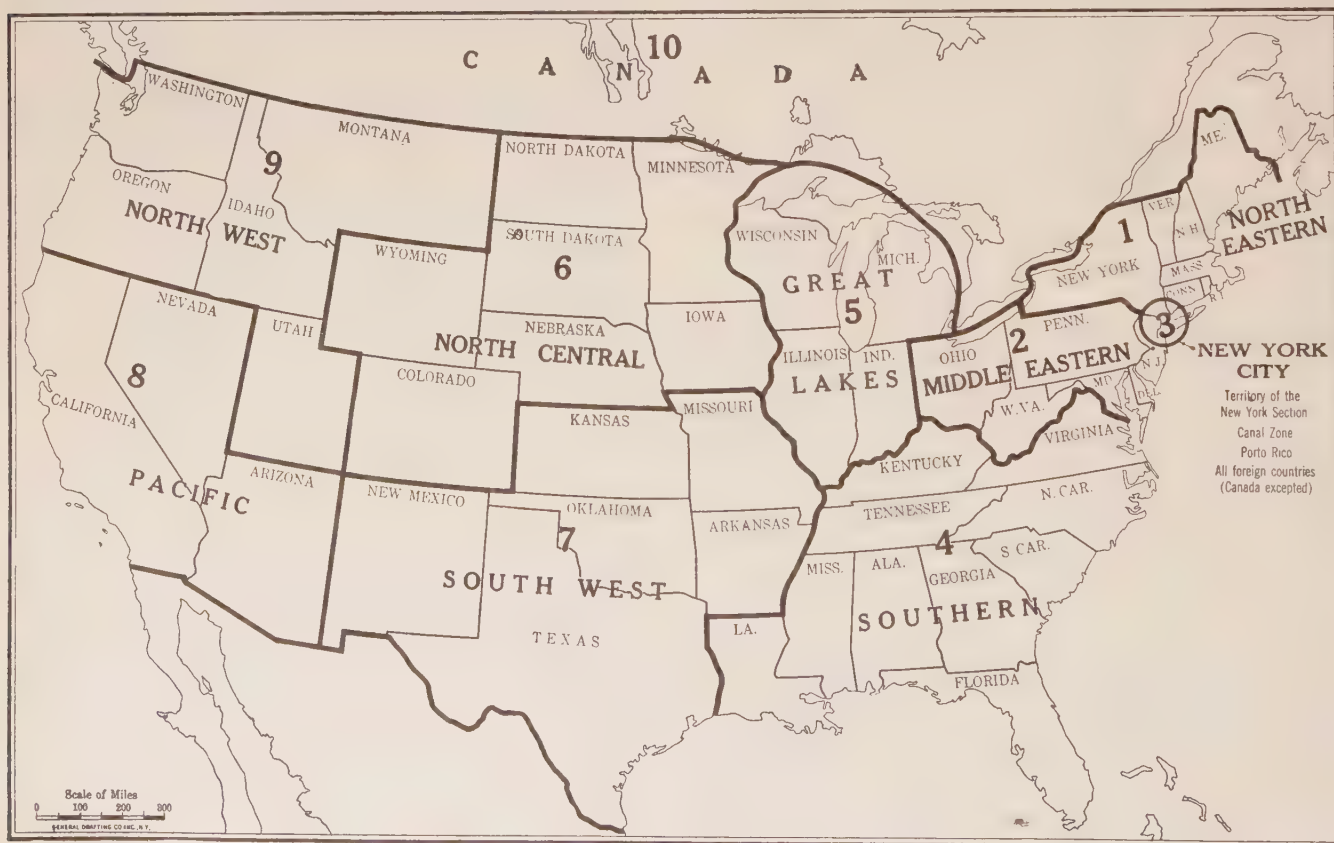 10
C A N A D A
WASHINGTON
MONTANA
NORTH DAKOTA
MINNESOTA
ME.
9
OREGON
IDAHO
NORTH WEST
WYOMING
SOUTH DAKOTA
6
WISCONSIN
MICH.
GREAT
5
LAKES
1
VER.
N.H.
NORTH
EASTERN
NEW YORK
MASS
CONN
R I
NEVADA
UTAH
NEBRASKA
IOWA
NORTH CENTRAL
ILLINOIS
IND.
OHIO
2
PENN.
MIDDLE EASTERN
3
NEW YORK
CITY
Territory of the
New York Section
Canal Zone
Porto Rico
All foreign countries
(Canada excepted)
N J
MD
DEL.
W.VA.
VIRGINIA
8
CALIFORNIA
COLORADO
KANSAS
MISSOURI
KENTUCKY
PACIFIC
ARIZONA
NEW MEXICO
OKLAHOMA
ARKANSAS
TENNESSEE
N. CAR.
7
SOUTH WEST
TEXAS
4
MISS.
ALA.
GEORGIA
S CAR.
SOUTHERN
LA.
FLORIDA
Scale of Miles
0 100 200 300
GENERAL DRAFTING CO INC., N.Y.